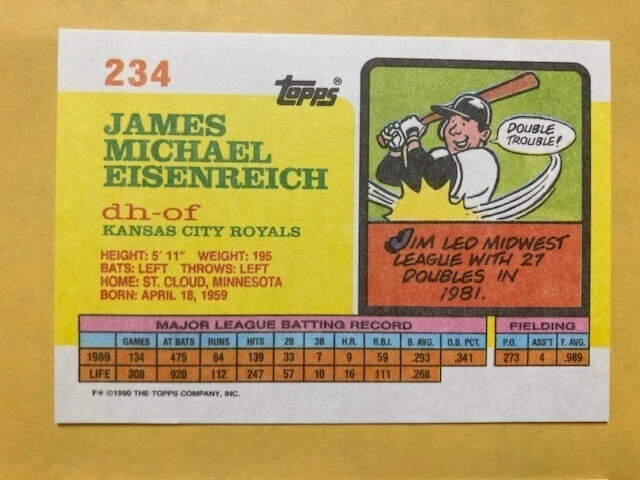 234
Topps®
JAMES
MICHAEL
EISENREICH
dh-of
KANSAS CITY ROYALS
HEIGHT: 5' 11" WEIGHT: 195
BATS: LEFT THROWS: LEFT
HOME: ST. CLOUD, MINNESOTA
BORN: APRIL 18, 1959
DOUBLE
TROUBLE!
JIM LED MIDWEST
LEAGUE WITH 27
DOUBLES IN
1981.
MAJOR LEAGUE BATTING RECORD FIELDING
GAMES AT BATS RUNS HITS 2B 3B H.R. R.B.I. B. AVG. O.B. PCT. P.O. ASS'T F. AVG.
1989 134 475 64 139 33 7 9 59 .293 .341 273 4 .989
LIFE 308 920 112 247 57 10 16 111 .268
F* ©1990 THE TOPPS COMPANY, INC.